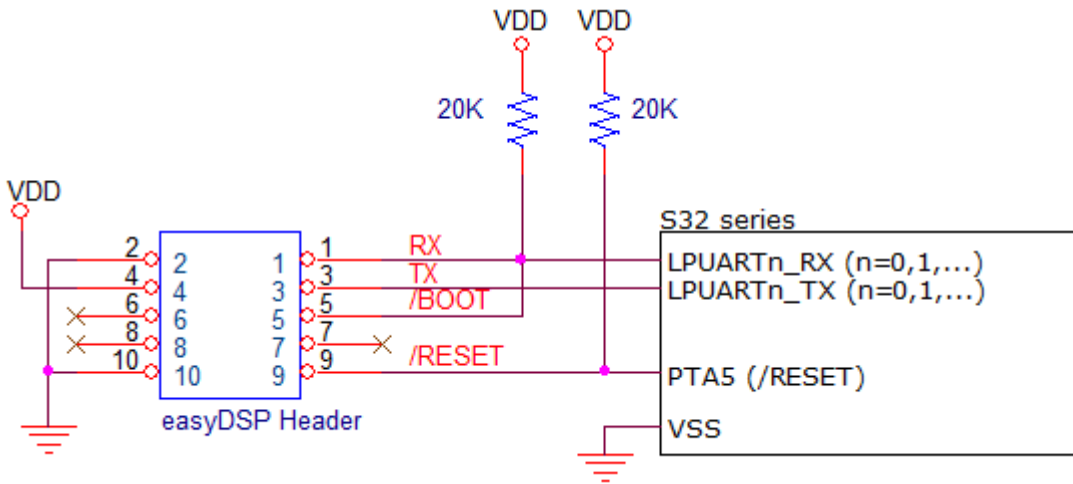 VDD VDD
20K 20K
VDD
S32 series
2 2 1 1 RX LPUARTn_RX (n=0,1,...)
4 4 3 3 TX LPUARTn_TX (n=0,1,...)
6 6 5 5 /BOOT
8 8 7 7
10 10 9 9 /RESET PTA5 (/RESET)
easyDSP Header
VSS